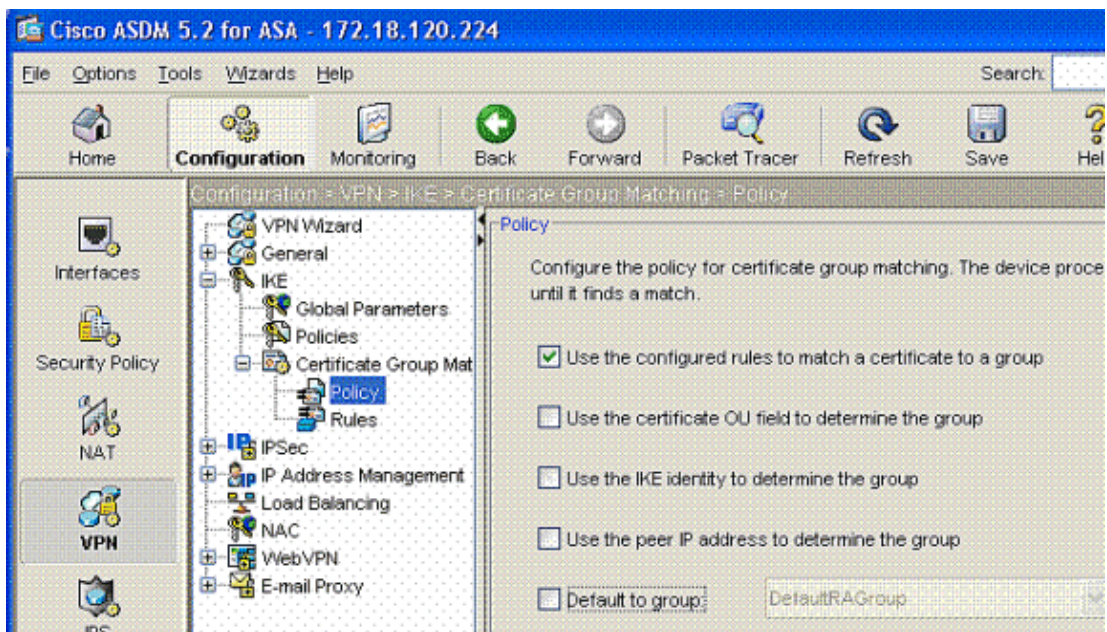 Cisco ASDM 5.2 for ASA - 172.18.120.224
File Options Tools Wizards Help Search:
Home Configuration Monitoring Back Forward Packet Tracer Refresh Save Hel
Configuration > VPN > IKE > Certificate Group Matching > Policy
Interfaces
Security Policy
NAT
VPN
IPS
VPN Wizard
General
IKE
Global Parameters
Policies
Certificate Group Mat
Policy
Rules
IPSec
IP Address Management
Load Balancing
NAC
WebVPN
E-mail Proxy
Policy
Configure the policy for certificate group matching. The device proce
until it finds a match.
Use the configured rules to match a certificate to a group
Use the certificate OU field to determine the group
Use the IKE identity to determine the group
Use the peer IP address to determine the group
Default to group: DefaultRAGroup